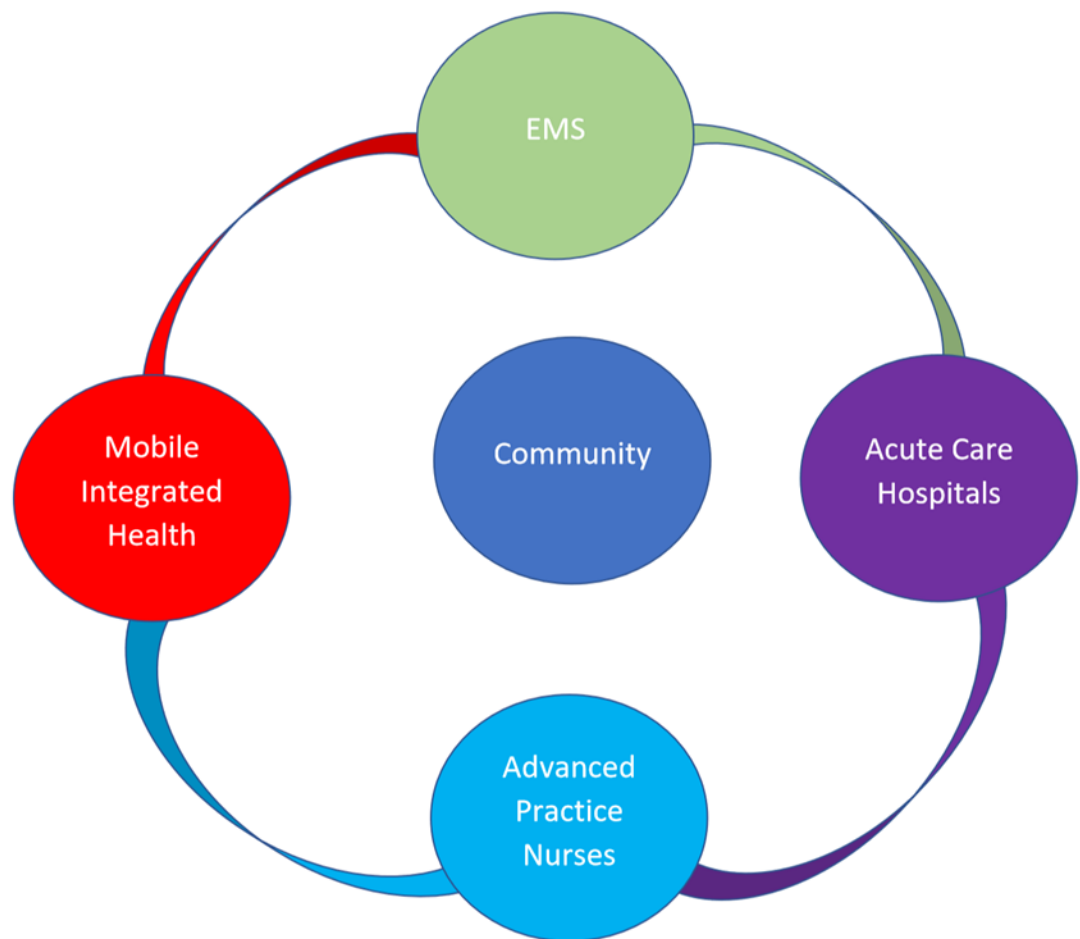 EMS
Mobile
Integrated
Health
Community
Acute Care
Hospitals
Advanced
Practice
Nurses